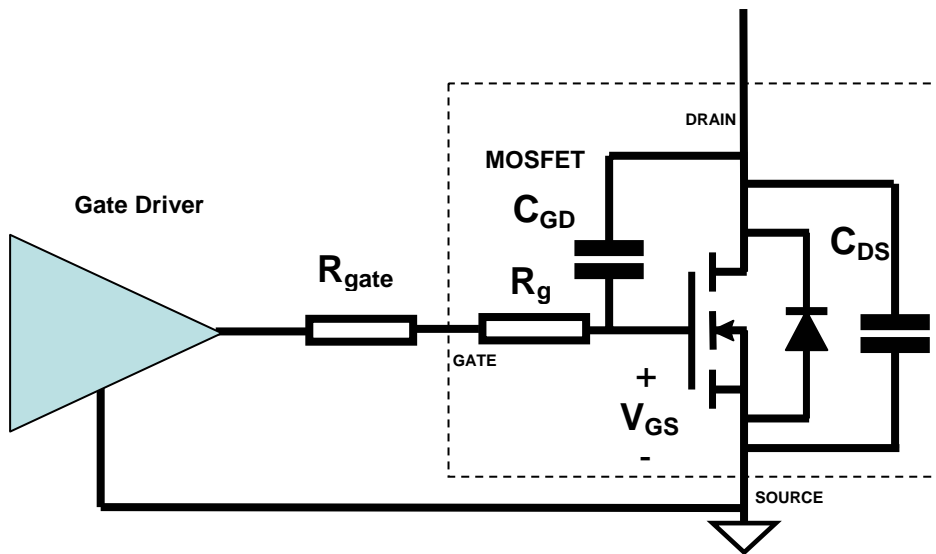 DRAIN
MOSFET
Gate Driver
CGD
CDS
Rgate
Rg
GATE
+
VGS
-
SOURCE